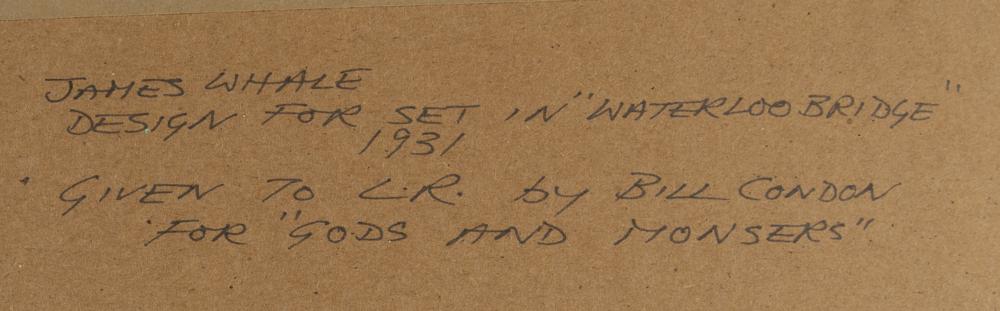 JAMES WHALE
DESIGN FOR SET IN "WATERLOO BRIDGE"
1931
GIVEN TO L.R. by BILL CONDON
FOR "GODS AND MONSERS"